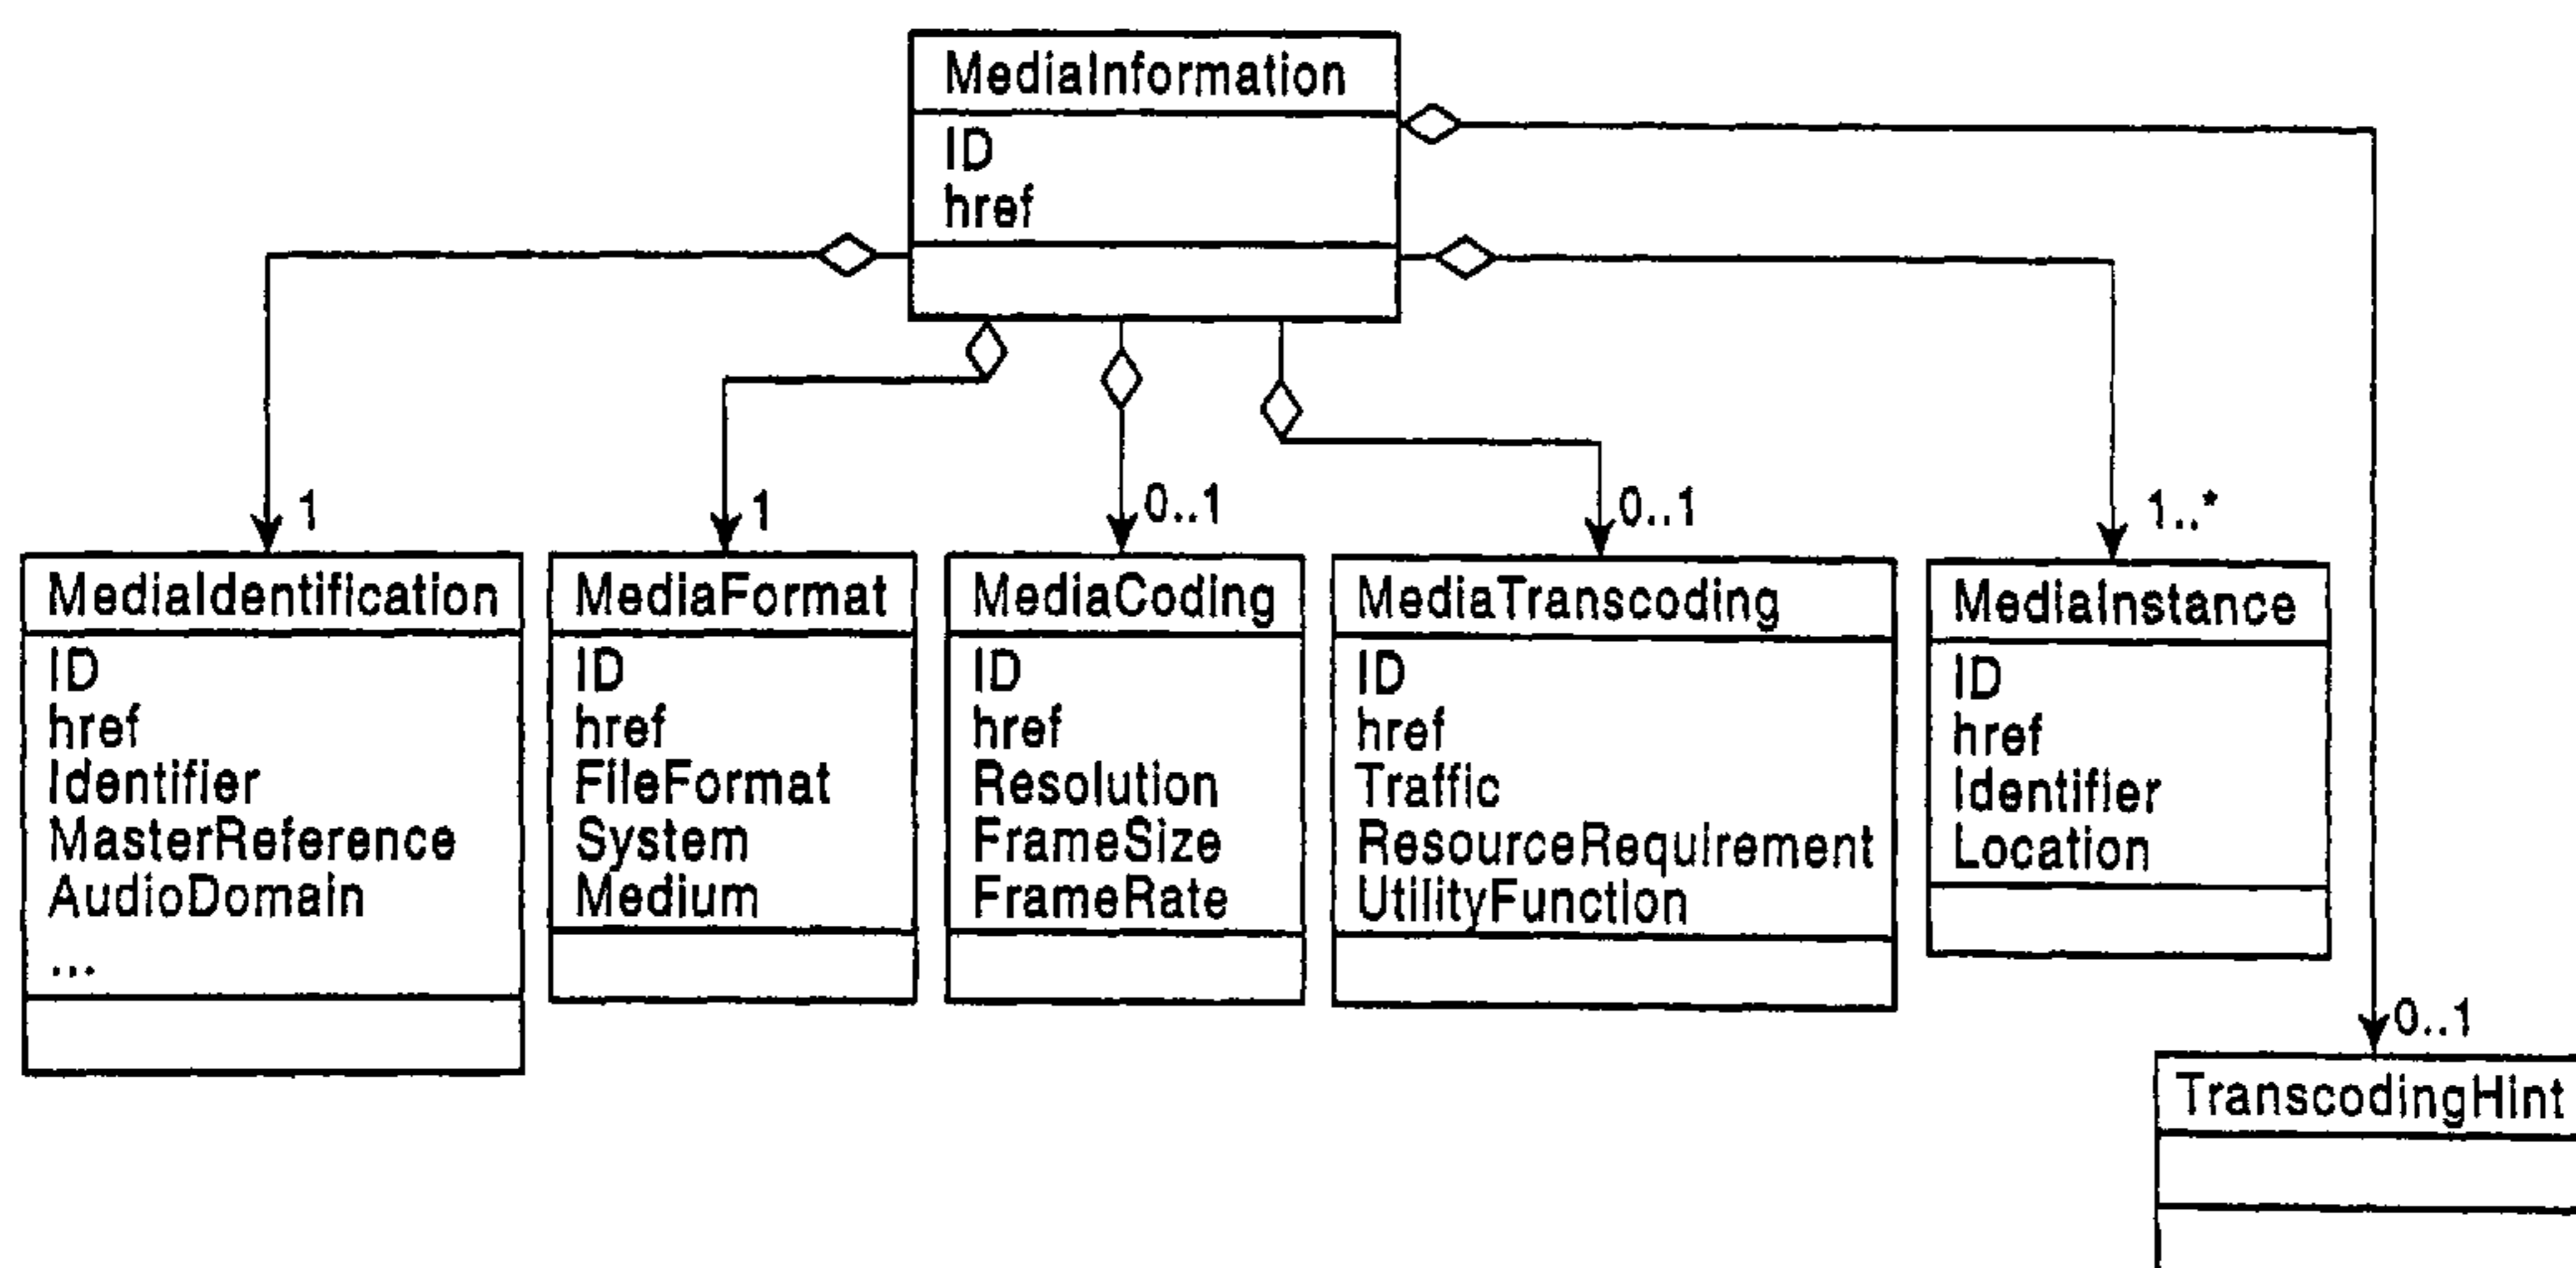 MediaInformation
ID
href
1
1
0..1
0..1
1..*
MediaIdentification
ID
href
Identifier
MasterReference
AudioDomain
...
MediaFormat
ID
href
FileFormat
System
Medium
MediaCoding
ID
href
Resolution
FrameSize
FrameRate
MediaTranscoding
ID
href
Traffic
ResourceRequirement
UtilityFunction
MediaInstance
ID
href
Identifier
Location
0..1
TranscodingHint